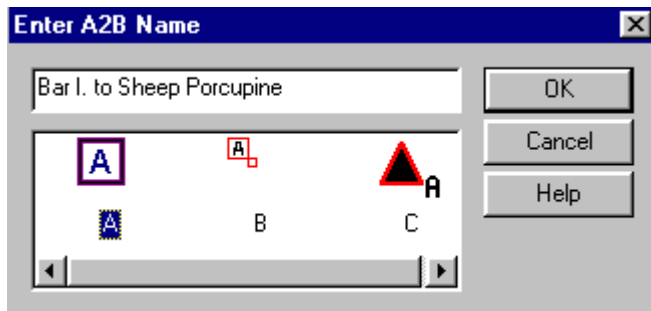 Enter A2B Name
Bar I. to Sheep Porcupine
OK
Cancel
Help
A A A
A B C